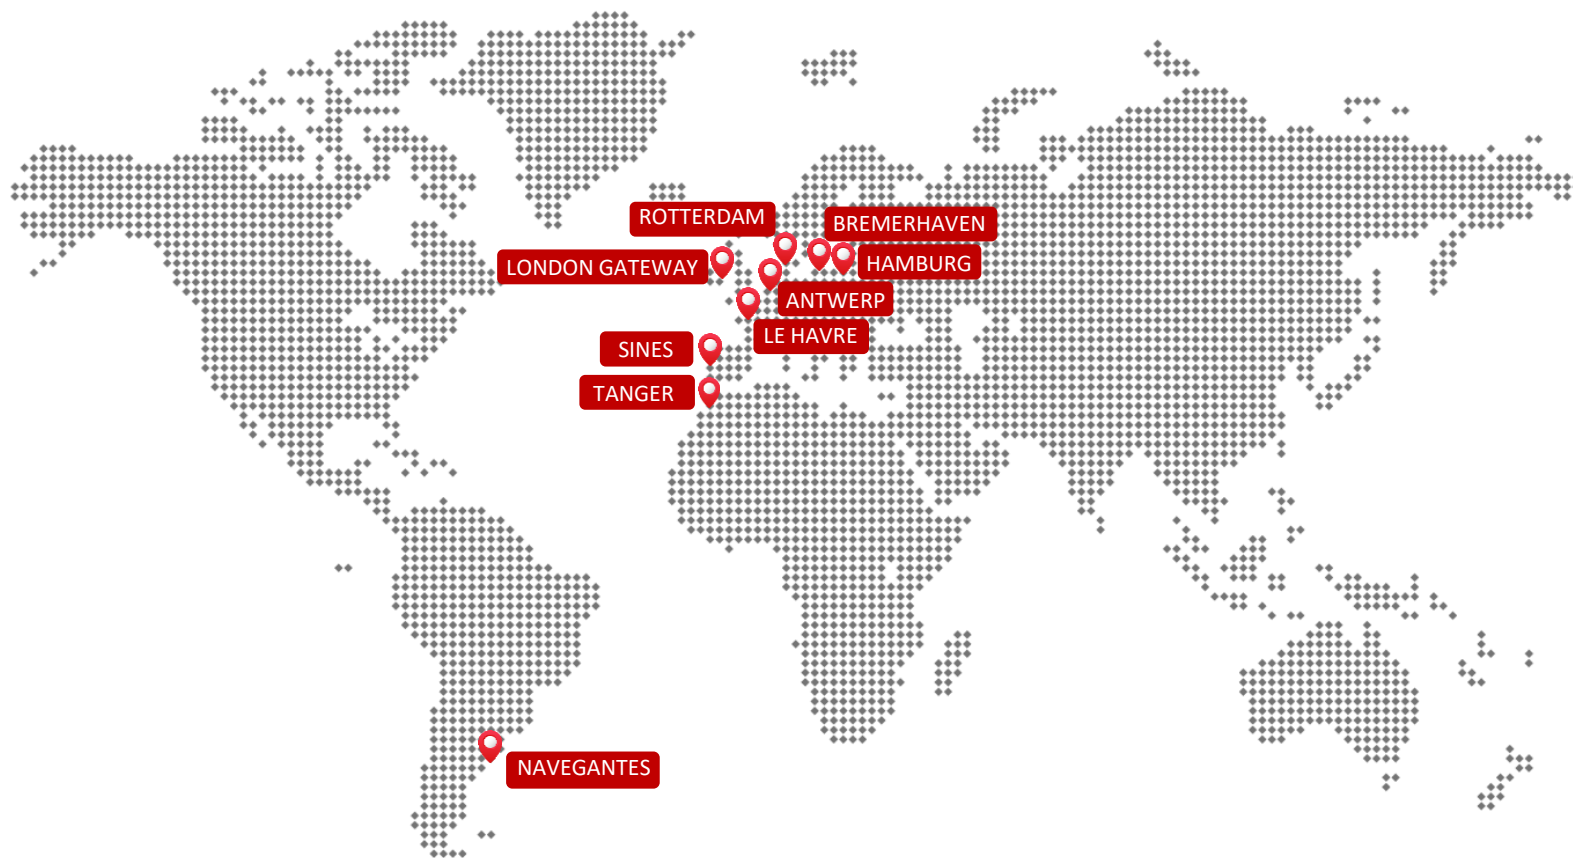 ROTTERDAM
BREMERHAVEN
LONDON GATEWAY
HAMBURG
ANTWERP
LE HAVRE
SINES
TANGER
NAVEGANTES